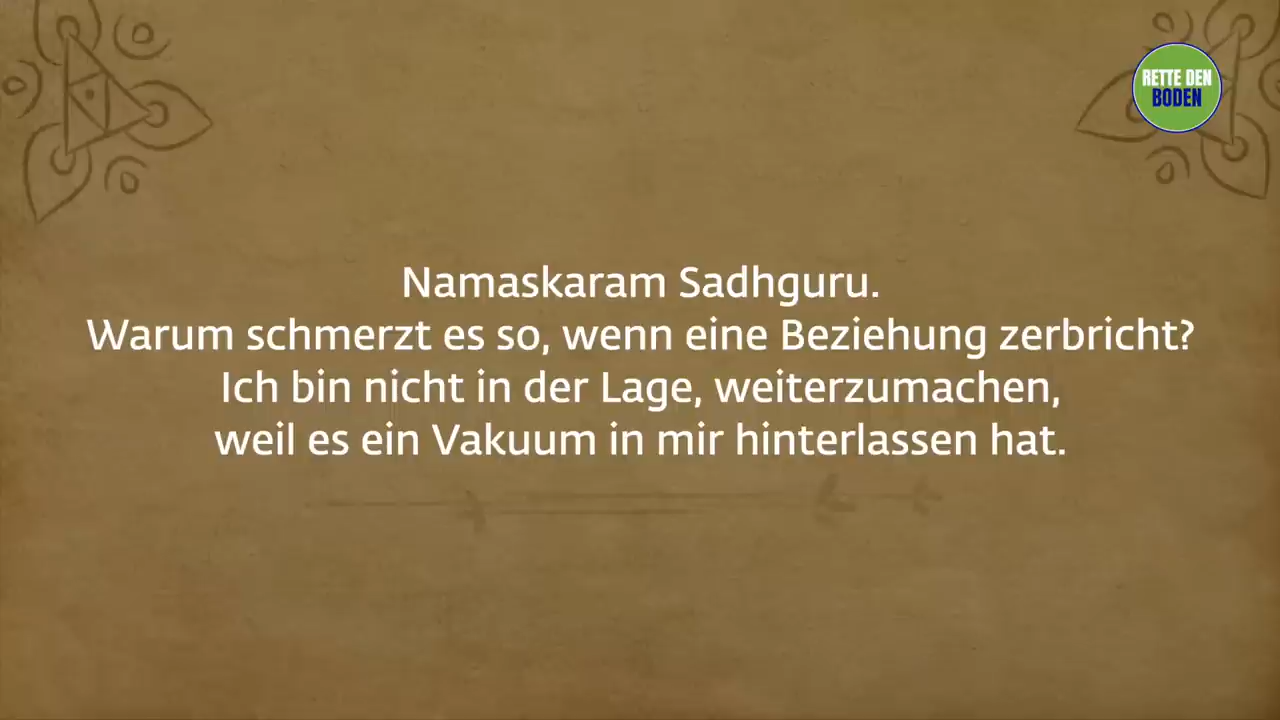 RETTE DEN
BODEN
Namaskaram Sadhguru.
Warum schmerzt es so, wenn eine Beziehung zerbricht?
Ich bin nicht in der Lage, weiterzumachen,
weil es ein Vakuum in mir hinterlassen hat.